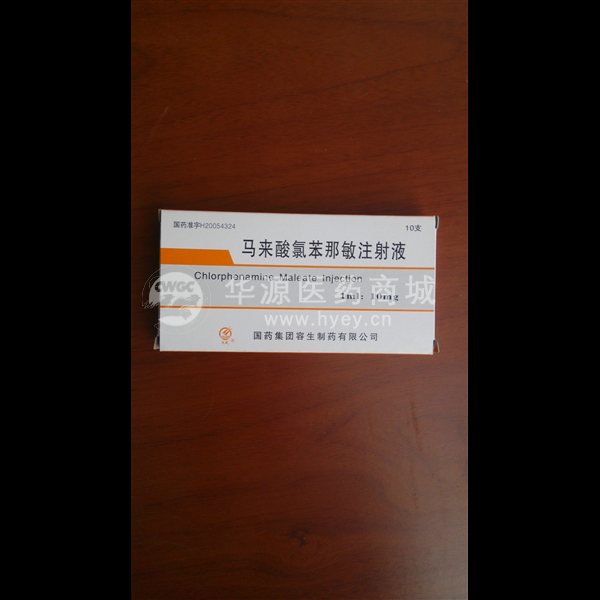 国药准字H20054324
10支
马来酸氯苯那敏注射液
Chlorphenamine Maleate Injection
1ml: 10mg
CWGC
华源医药商城
www.hyey.cn
国药集团容生制药有限公司